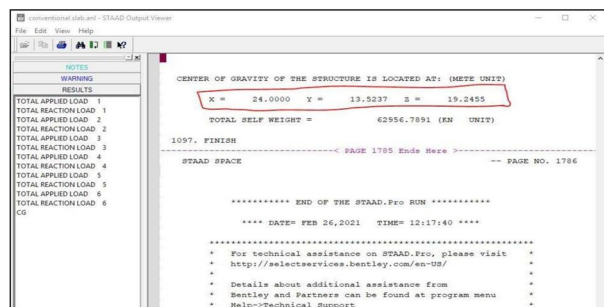 conventional slab.anl - STAAD Output Viewer
File Edit View Help
NOTES
WARNING
RESULTS
TOTAL APPLIED LOAD 1
TOTAL REACTION LOAD 1
TOTAL APPLIED LOAD 2
TOTAL REACTION LOAD 2
TOTAL APPLIED LOAD 3
TOTAL REACTION LOAD 3
TOTAL APPLIED LOAD 4
TOTAL REACTION LOAD 4
TOTAL APPLIED LOAD 5
TOTAL REACTION LOAD 5
TOTAL APPLIED LOAD 6
TOTAL REACTION LOAD 6
CG
CENTER OF GRAVITY OF THE STRUCTURE IS LOCATED AT: (METE UNIT)
X = 24.0000 Y = 13.5237 Z = 19.2455
TOTAL SELF WEIGHT = 62956.7891 (KN UNIT)
1097. FINISH
< PAGE 1785 Ends Here >
STAAD SPACE -- PAGE NO. 1786
*********** END OF THE STAAD.Pro RUN ***********
**** DATE= FEB 26,2021 TIME= 12:17:40 ****
************************************************************
* For technical assistance on STAAD.Pro, please visit *
* http://selectservices.bentley.com/en-US/ *
* *
* Details about additional assistance from *
* Bentley and Partners can be found at program menu *
* Help->Technical Support *